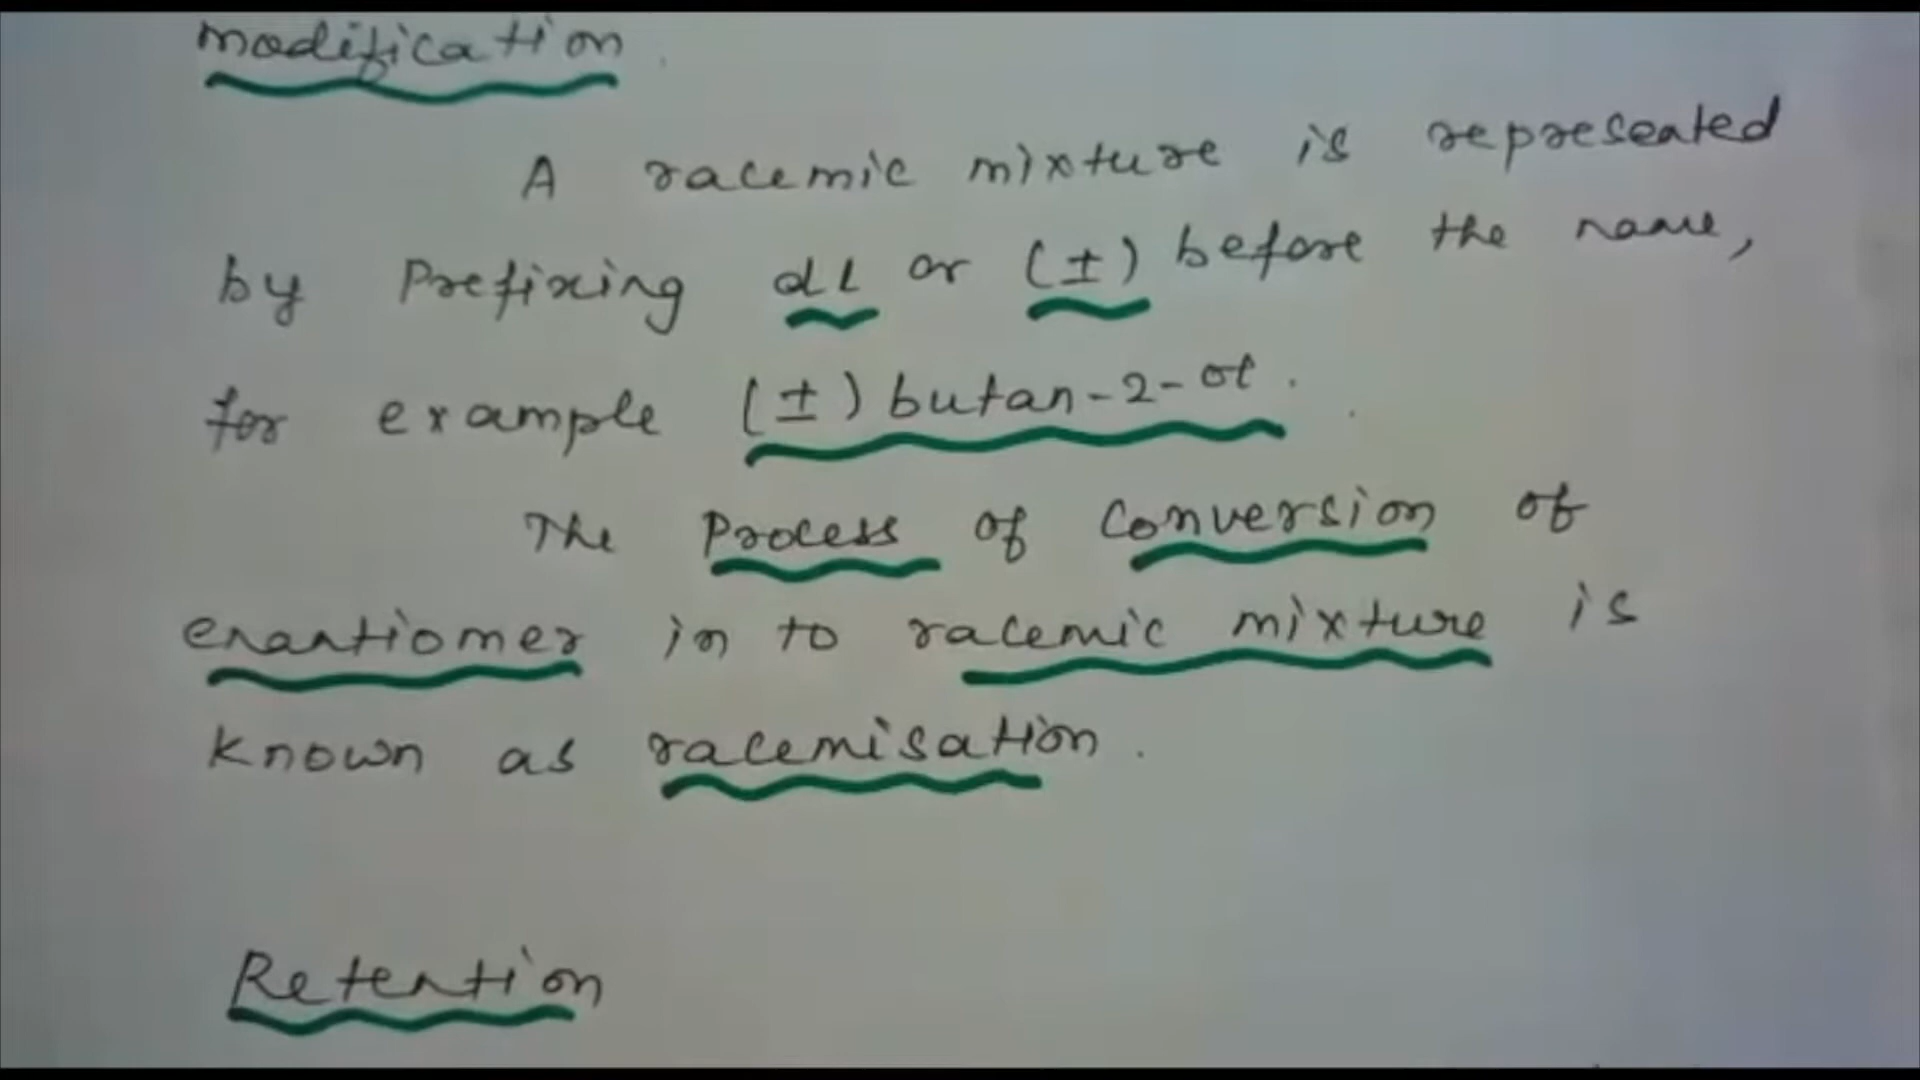 modification.
A racemic mixture is represented
by Prefixing dl or (±) before the name,
for example (±) butan-2-ol.
The Process of Conversion of
enantiomer in to racemic mixture is
known as racemisation.
Retention